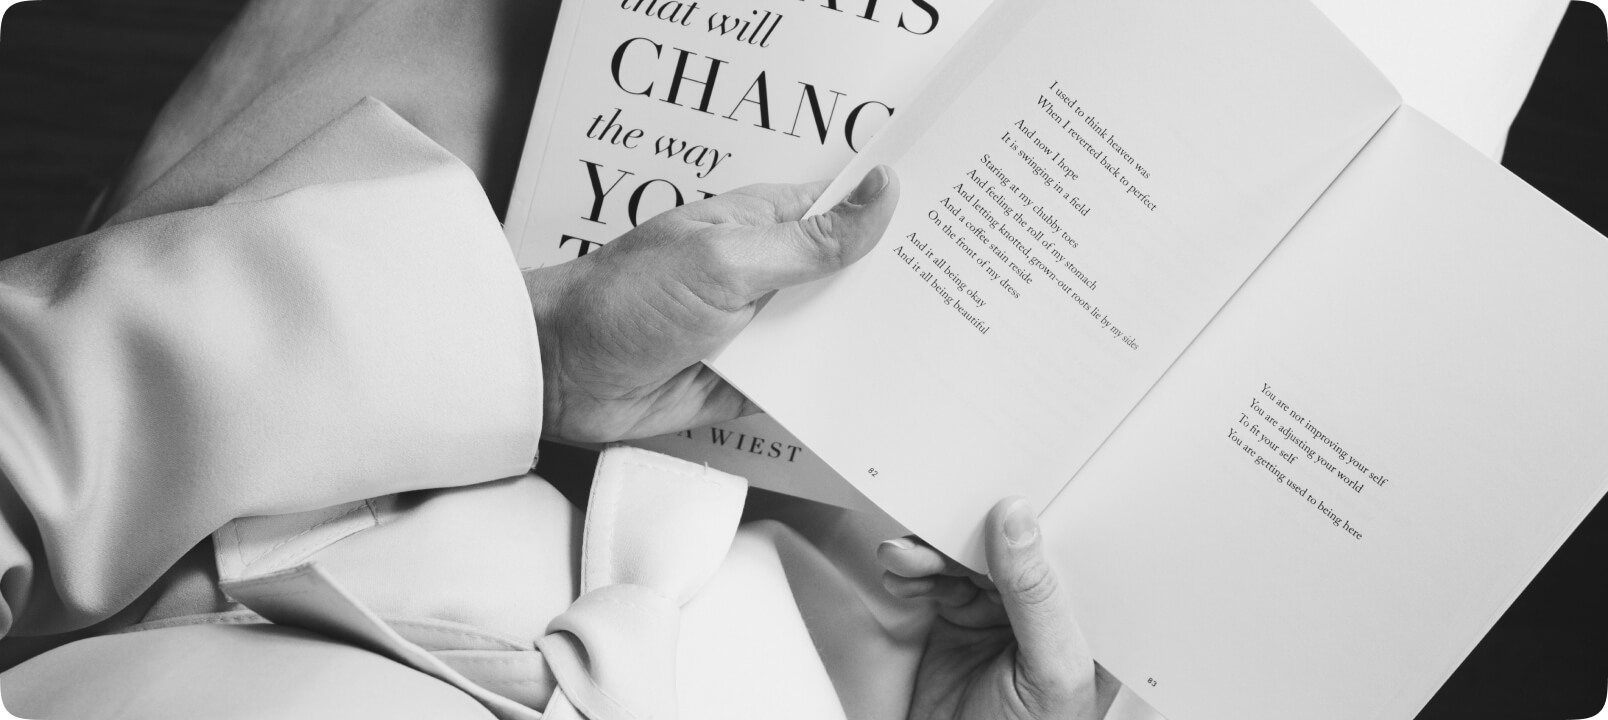 that will
CHANG
the way
YOU
WIEST
I used to think heaven was
When I reverted back to perfect
And now I hope
It is swinging in a field
Staring at my chubby toes
And feeling the roll of my stomach
And letting knotted, grown-out roots lie by my sides
And a coffee stain reside
On the front of my dress
And it all being okay
And it all being beautiful
82
You are not improving your self
You are adjusting your world
To fit your self
You are getting used to being here
83